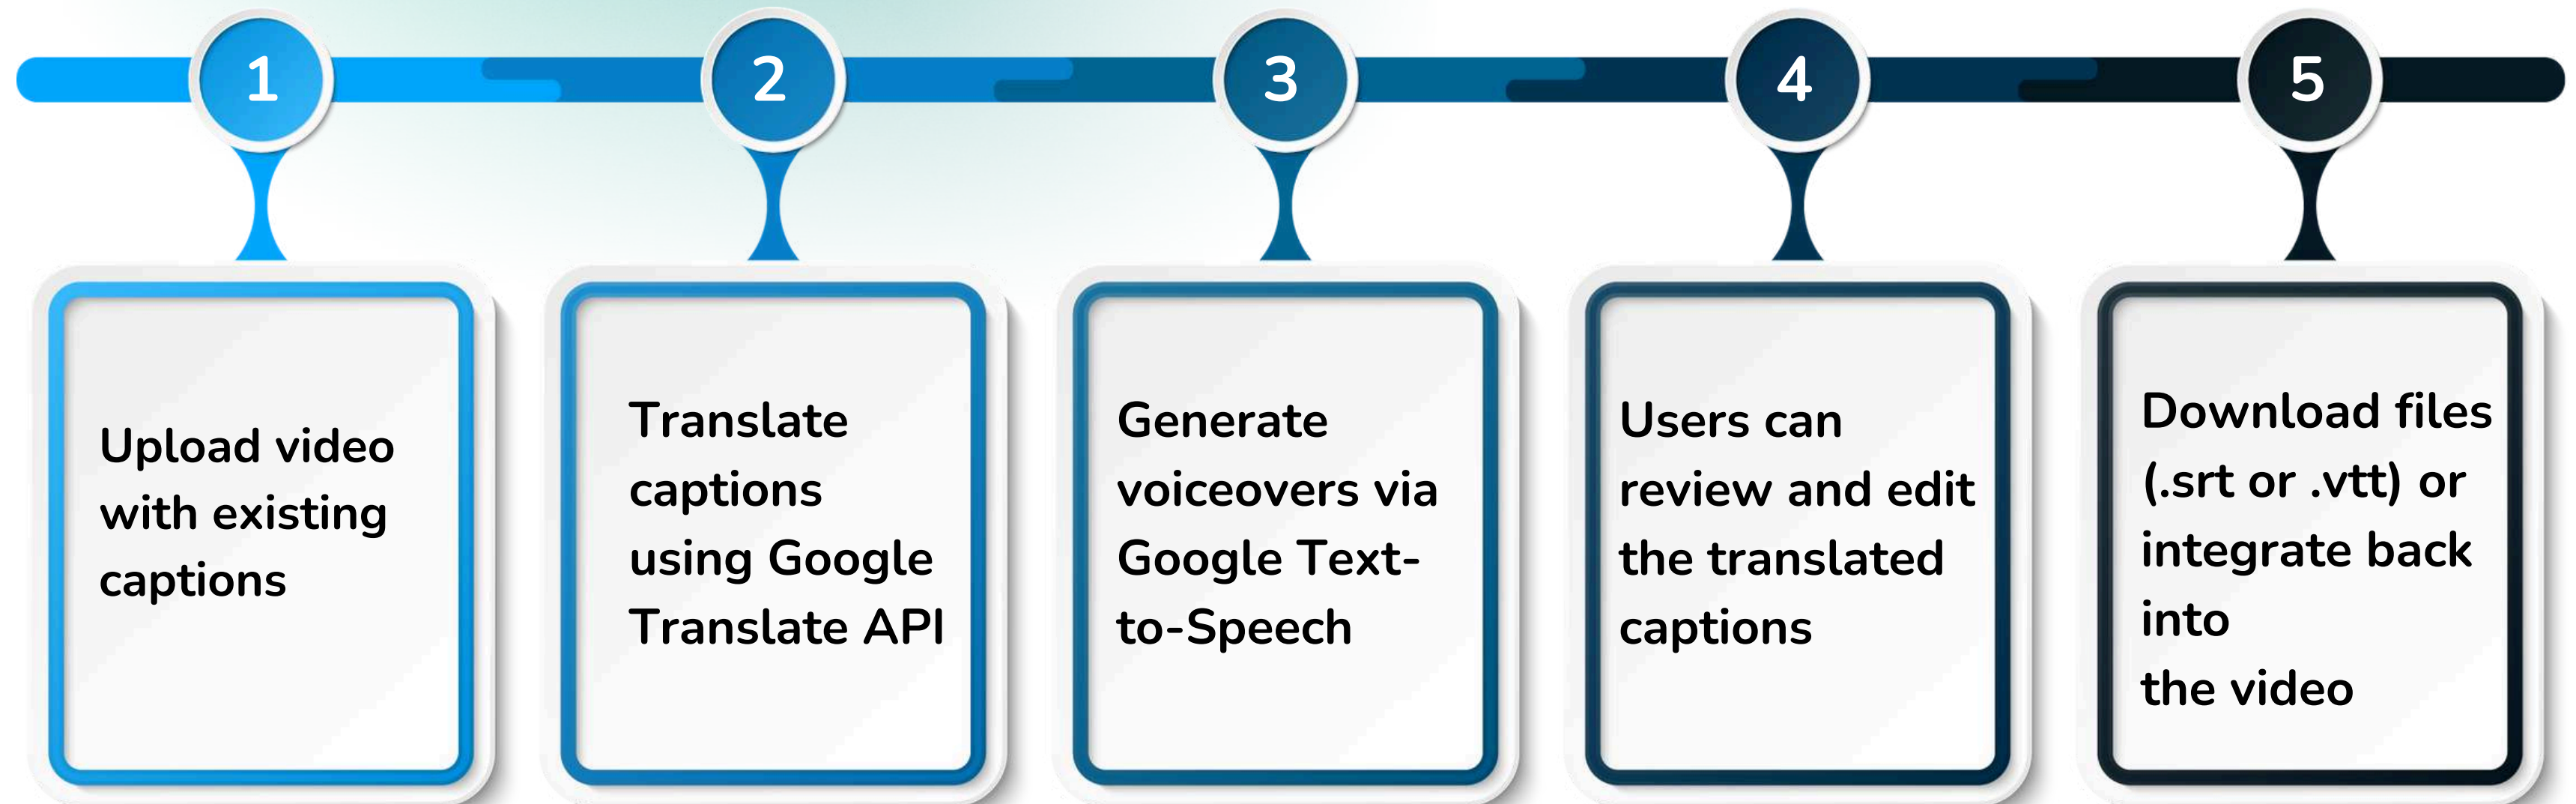 1
2
3
4
5
Upload video
with existing
captions
Translate
captions
using Google
Translate API
Generate
voiceovers via
Google Text-
to-Speech
Users can
review and edit
the translated
captions
Download files
(.srt or .vtt) or
integrate back
into
the video